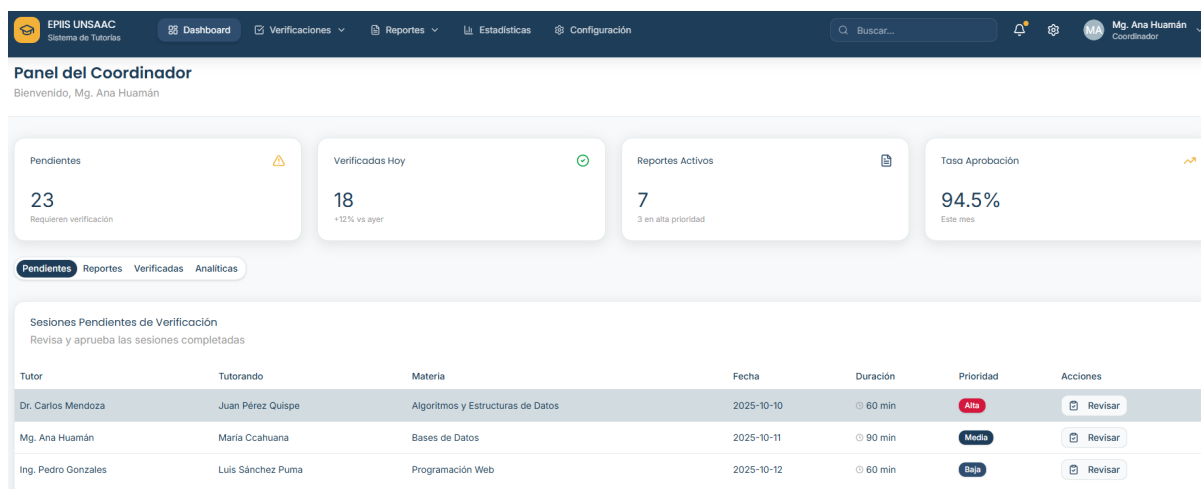 EPIIS UNSAAC
Sistema de Tutorías
Dashboard
Verificaciones
Reportes
Estadísticas
Configuración
Buscar...
MA
Mg. Ana Huamán
Coordinador
Panel del Coordinador
Bienvenido, Mg. Ana Huamán
Pendientes
23
Requieren verificación
Verificadas Hoy
18
+12% vs ayer
Reportes Activos
7
3 en alta prioridad
Tasa Aprobación
94.5%
Este mes
Pendientes Reportes Verificadas Analíticas
Sesiones Pendientes de Verificación
Revisa y aprueba las sesiones completadas
Tutor Tutorando Materia Fecha Duración Prioridad Acciones
Dr. Carlos Mendoza Juan Pérez Quispe Algoritmos y Estructuras de Datos 2025-10-10 60 min Alta Revisar
Mg. Ana Huamán María Ccahuana Bases de Datos 2025-10-11 90 min Media Revisar
Ing. Pedro Gonzales Luis Sánchez Puma Programación Web 2025-10-12 60 min Baja Revisar